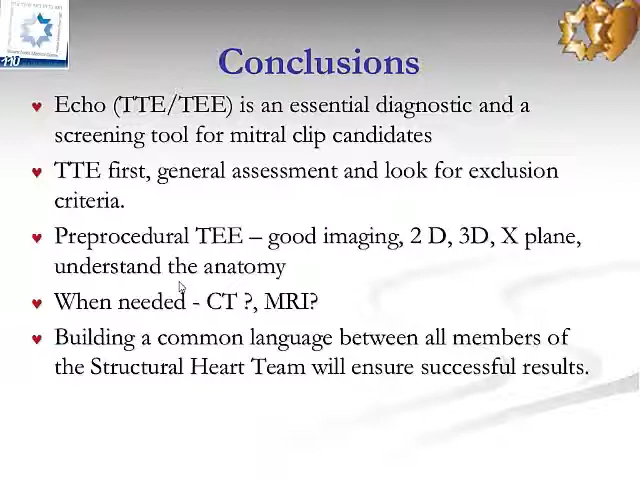 Conclusions
Echo (TTE/TEE) is an essential diagnostic and a
screening tool for mitral clip candidates
TTE first, general assessment and look for exclusion
criteria.
Preprocedural TEE – good imaging, 2 D, 3D, X plane,
understand the anatomy
When needed - CT ?, MRI?
Building a common language between all members of
the Structural Heart Team will ensure successful results.